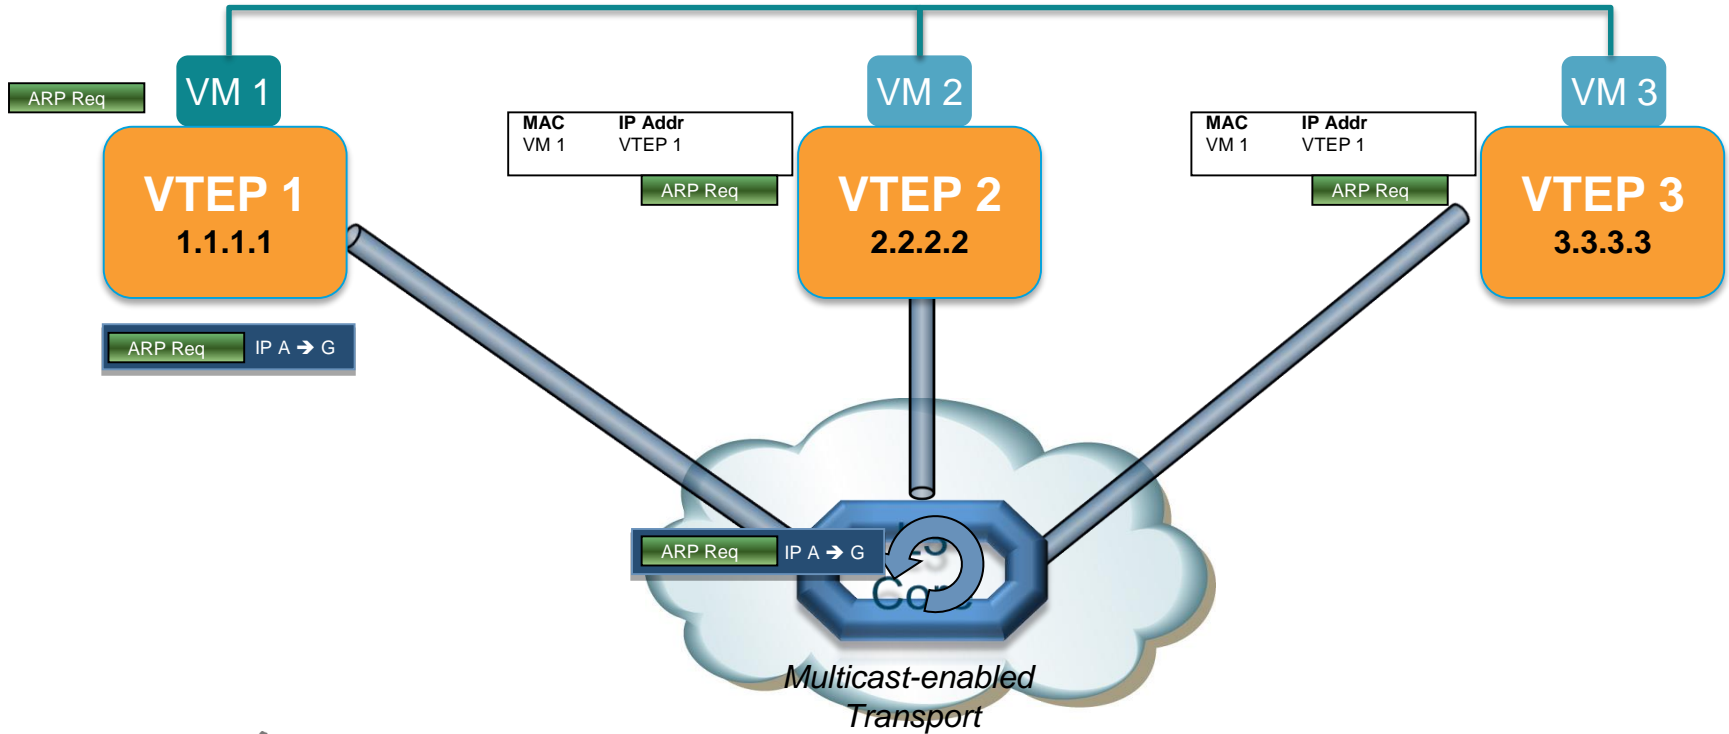 VM 1
VM 2
VM 3
ARP Req
MAC IP Addr
VM 1 VTEP 1
ARP Req
MAC IP Addr
VM 1 VTEP 1
ARP Req
VTEP 1
1.1.1.1
VTEP 2
2.2.2.2
VTEP 3
3.3.3.3
ARP Req IP A ➔ G
ARP Req IP A ➔ G
Multicast-enabled
Transport